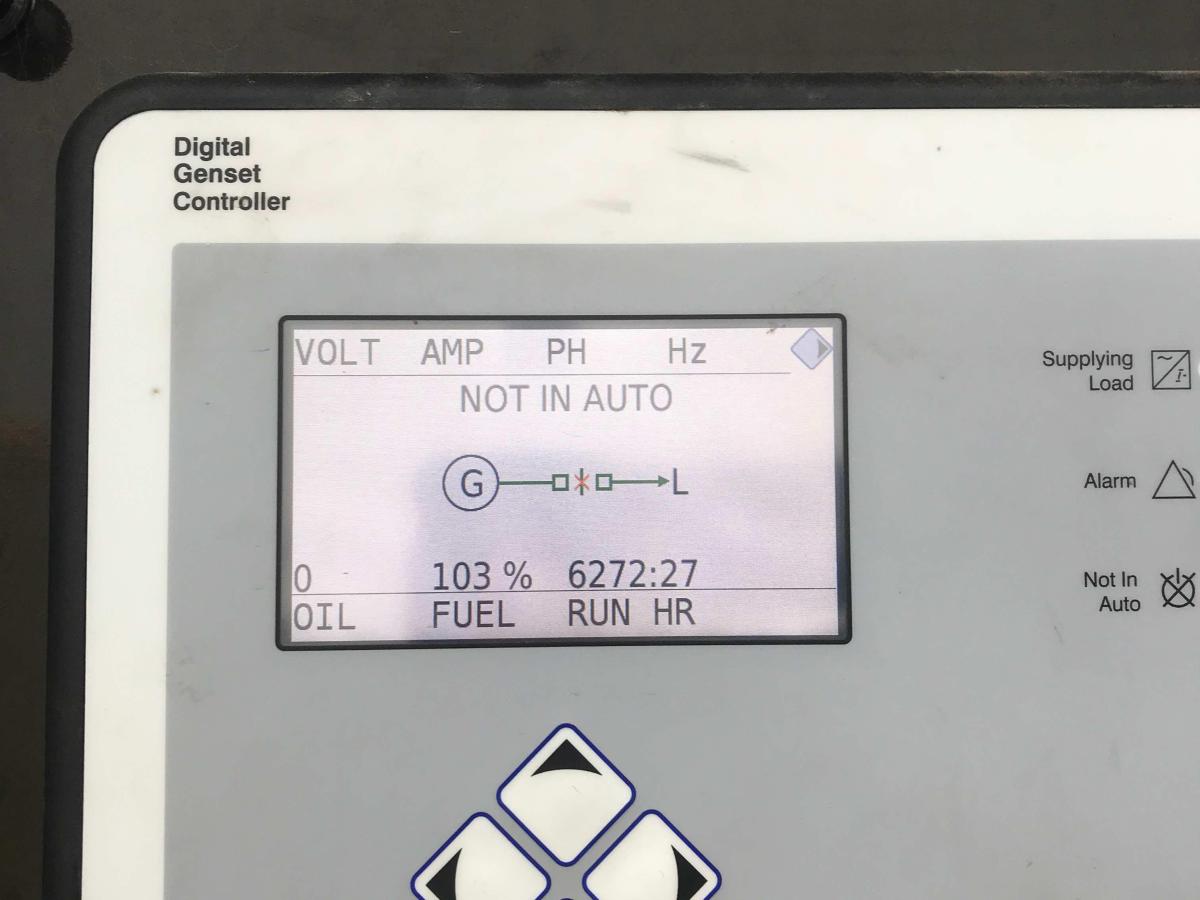 Digital
Genset
Controller
VOLT AMP PH Hz
NOT IN AUTO
G L
0 103 % 6272:27
OIL FUEL RUN HR
Supplying
Load
Alarm
Not In
Auto